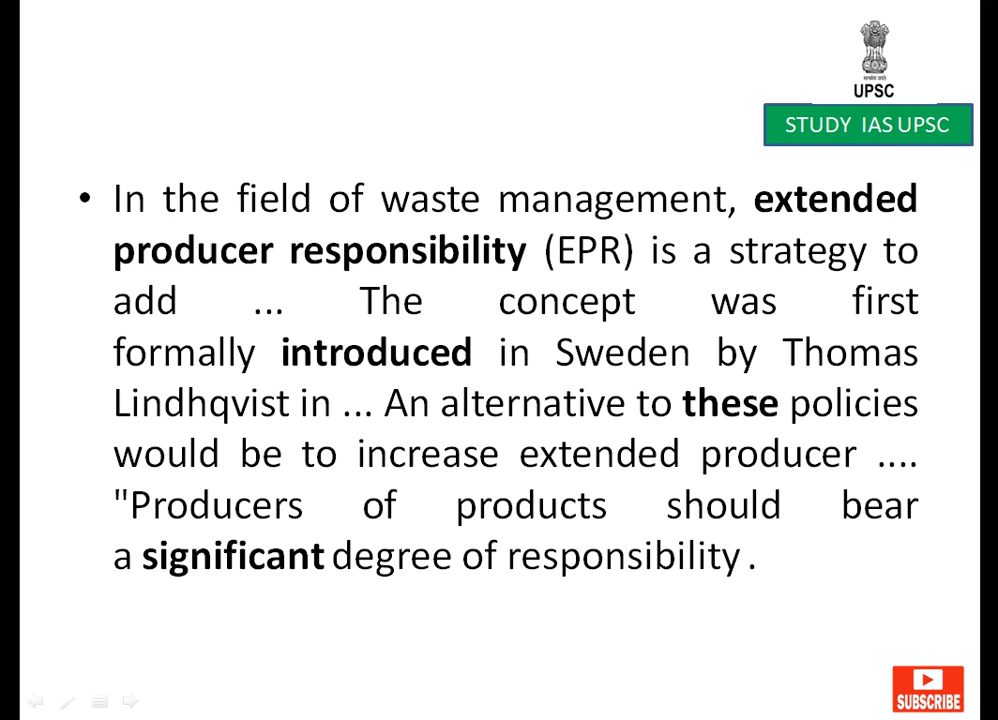 UPSC
STUDY IAS UPSC
• In the field of waste management, extended
producer responsibility (EPR) is a strategy to
add ... The concept was first
formally introduced in Sweden by Thomas
Lindhqvist in ... An alternative to these policies
would be to increase extended producer ....
"Producers of products should bear
a significant degree of responsibility .
SUBSCRIBE